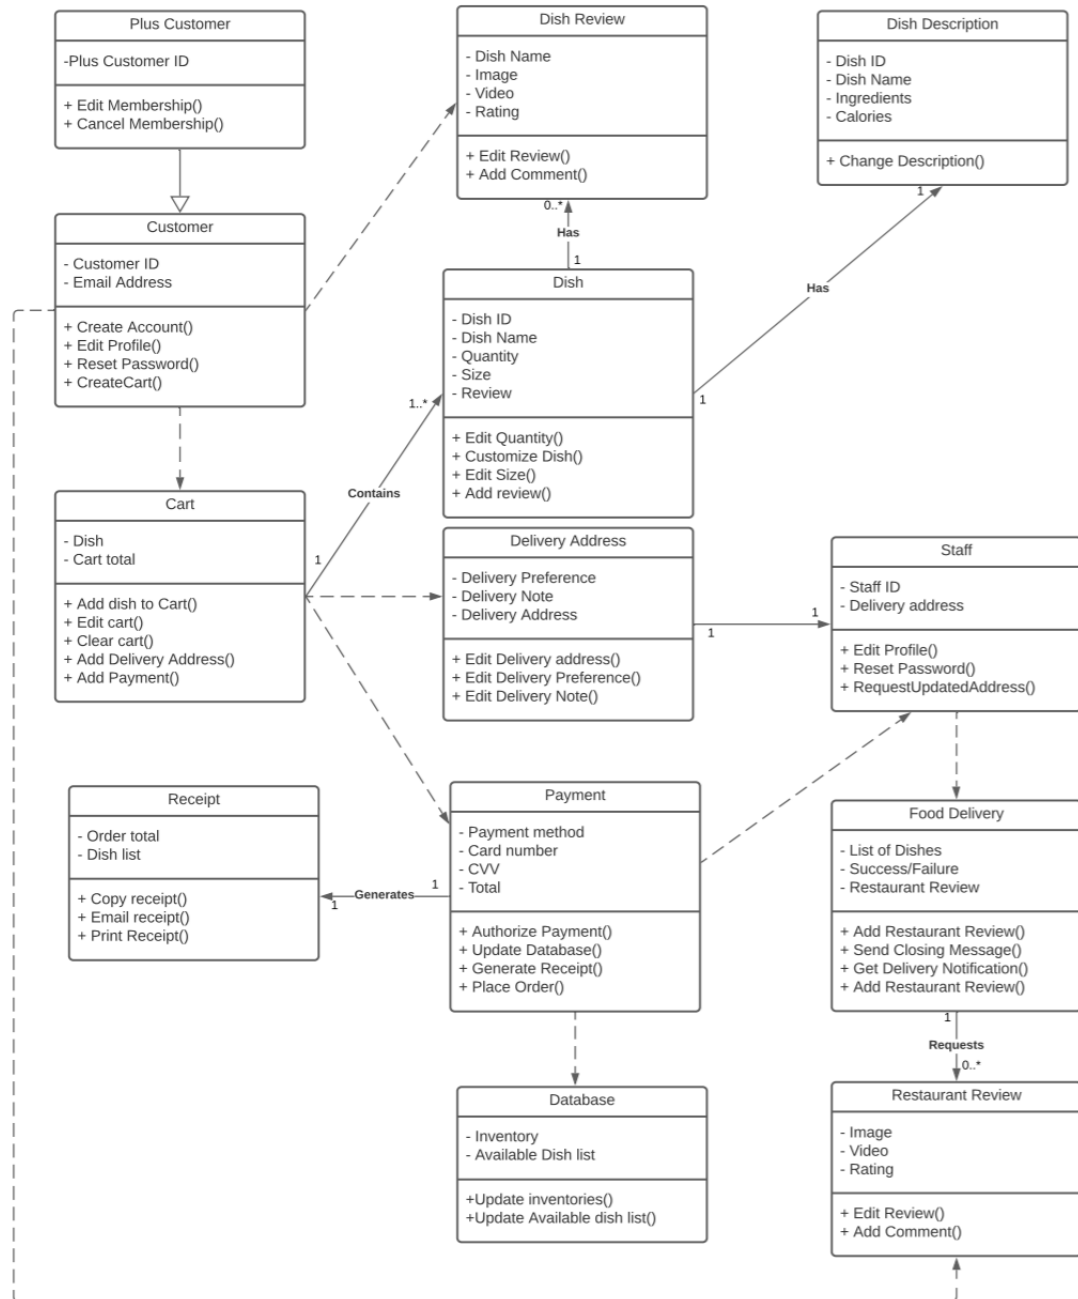 Plus Customer
-Plus Customer ID
+ Edit Membership()
+ Cancel Membership()
Dish Review
- Dish Name
- Image
- Video
- Rating
+ Edit Review()
+ Add Comment()
Dish Description
- Dish ID
- Dish Name
- Ingredients
- Calories
+ Change Description()
Customer
- Customer ID
- Email Address
+ Create Account()
+ Edit Profile()
+ Reset Password()
+ CreateCart()
0..*
Has
1
1
Has
1
Dish
- Dish ID
- Dish Name
- Quantity
- Size
- Review
+ Edit Quantity()
+ Customize Dish()
+ Edit Size()
+ Add review()
1..*
Contains
1
Cart
- Dish
- Cart total
+ Add dish to Cart()
+ Edit cart()
+ Clear cart()
+ Add Delivery Address()
+ Add Payment()
Delivery Address
- Delivery Preference
- Delivery Note
- Delivery Address
+ Edit Delivery address()
+ Edit Delivery Preference()
+ Edit Delivery Note()
1
1
Staff
- Staff ID
- Delivery address
+ Edit Profile()
+ Reset Password()
+ RequestUpdatedAddress()
Receipt
- Order total
- Dish list
+ Copy receipt()
+ Email receipt()
+ Print Receipt()
1
Generates
1
Payment
- Payment method
- Card number
- CVV
- Total
+ Authorize Payment()
+ Update Database()
+ Generate Receipt()
+ Place Order()
Food Delivery
- List of Dishes
- Success/Failure
- Restaurant Review
+ Add Restaurant Review()
+ Send Closing Message()
+ Get Delivery Notification()
+ Add Restaurant Review()
1
Requests
0..*
Database
- Inventory
- Available Dish list
+Update inventories()
+Update Available dish list()
Restaurant Review
- Image
- Video
- Rating
+ Edit Review()
+ Add Comment()